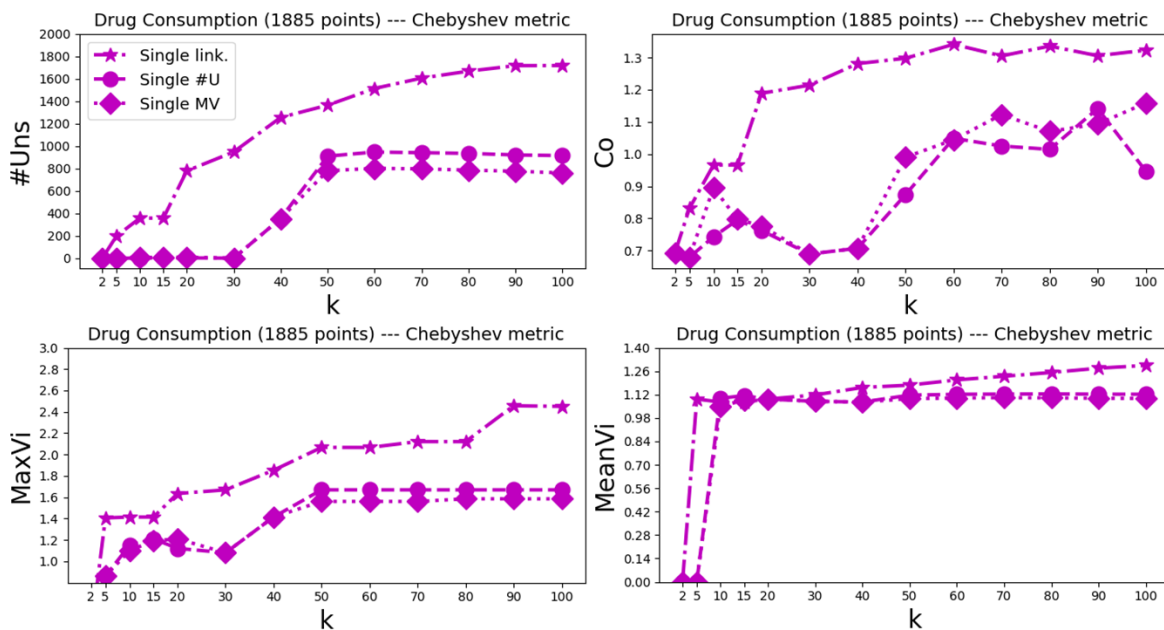 Drug Consumption (1885 points) --- Chebyshev metric
2000
1800
1600
1400
1200
1000
800
600
400
200
0
#Uns
Single link.
Single #U
Single MV
2 5 10 15 20 30 40 50 60 70 80 90 100
k
Drug Consumption (1885 points) --- Chebyshev metric
1.3
1.2
1.1
1.0
0.9
0.8
0.7
Co
2 5 10 15 20 30 40 50 60 70 80 90 100
k
Drug Consumption (1885 points) --- Chebyshev metric
3.0
2.8
2.6
2.4
2.2
2.0
1.8
1.6
1.4
1.2
1.0
MaxVi
2 5 10 15 20 30 40 50 60 70 80 90 100
k
Drug Consumption (1885 points) --- Chebyshev metric
1.40
1.26
1.12
0.98
0.84
0.70
0.56
0.42
0.28
0.14
0.00
MeanVi
2 5 10 15 20 30 40 50 60 70 80 90 100
k